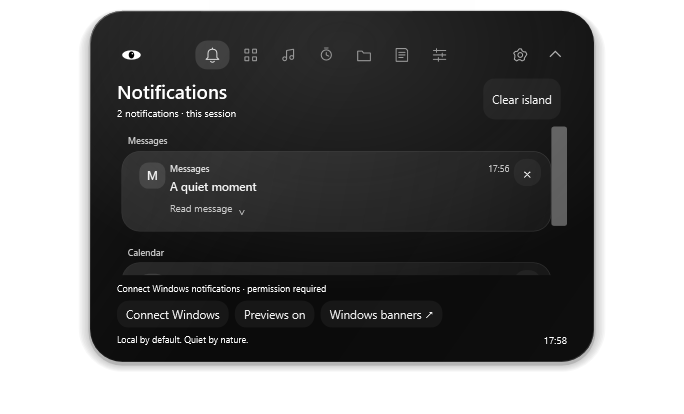 Notifications
Clear island
2 notifications · this session
Messages
M
Messages
17:56
A quiet moment
Read message
Calendar
Connect Windows notifications · permission required
Connect Windows
Previews on
Windows banners ↗
Local by default. Quiet by nature.
17:58